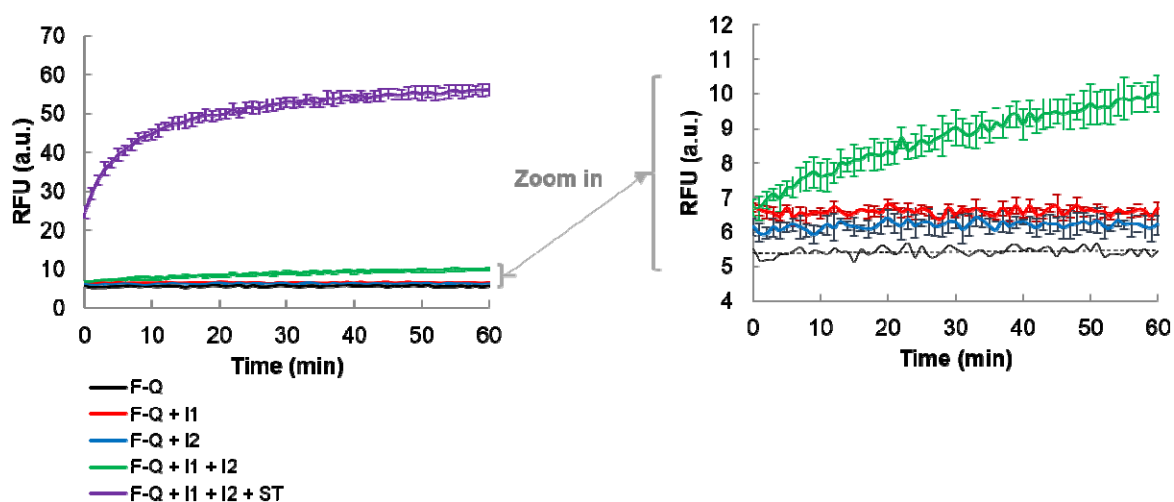 70
60
50
40
30
20
10
0
RFU (a.u.)
0 10 20 30 40 50 60
Time (min)
Zoom in
12
11
10
9
8
7
6
5
4
RFU (a.u.)
0 10 20 30 40 50 60
Time (min)
F-Q
F-Q + I1
F-Q + I2
F-Q + I1 + I2
F-Q + I1 + I2 + ST